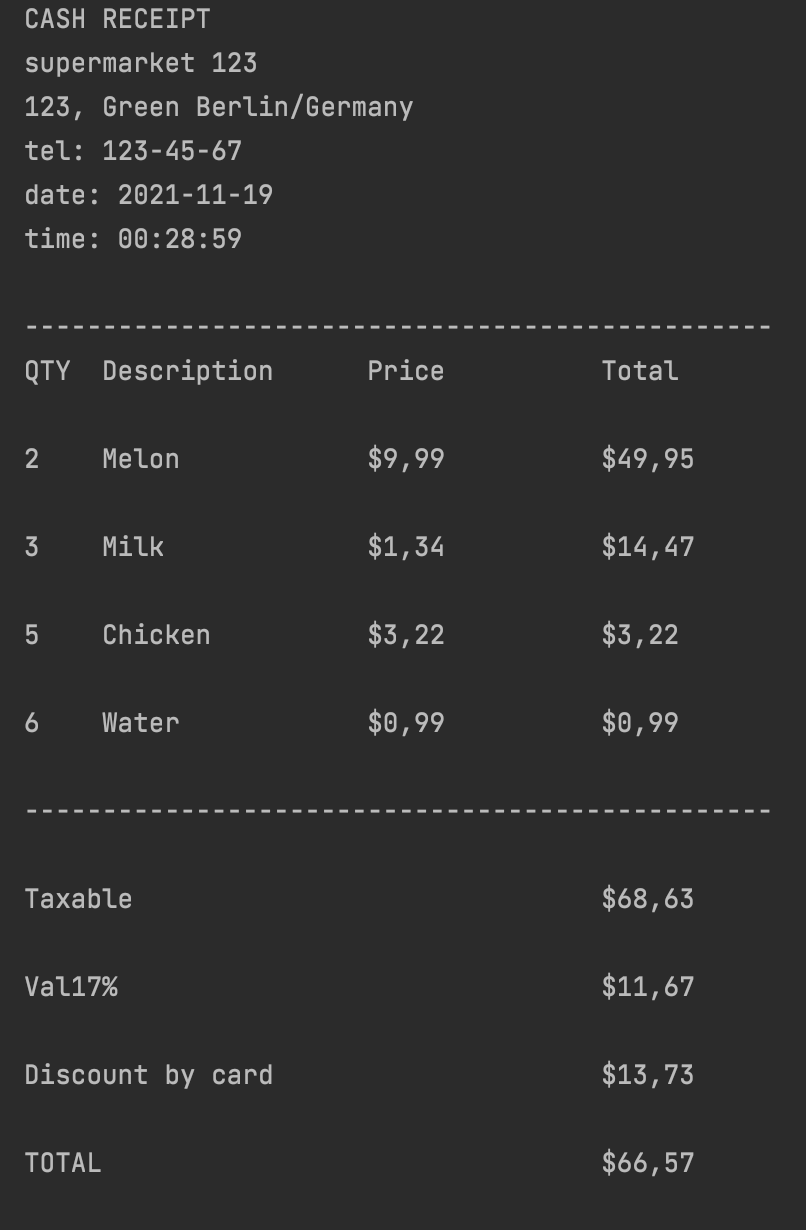 CASH RECEIPT
supermarket 123
123, Green Berlin/Germany
tel: 123-45-67
date: 2021-11-19
time: 00:28:59
------------------------------------------------
QTY  Description      Price          Total
2    Melon            $9,99          $49,95
3    Milk             $1,34          $14,47
5    Chicken          $3,22          $3,22
6    Water            $0,99          $0,99
------------------------------------------------
Taxable                              $68,63
Val17%                               $11,67
Discount by card                     $13,73
TOTAL                                $66,57